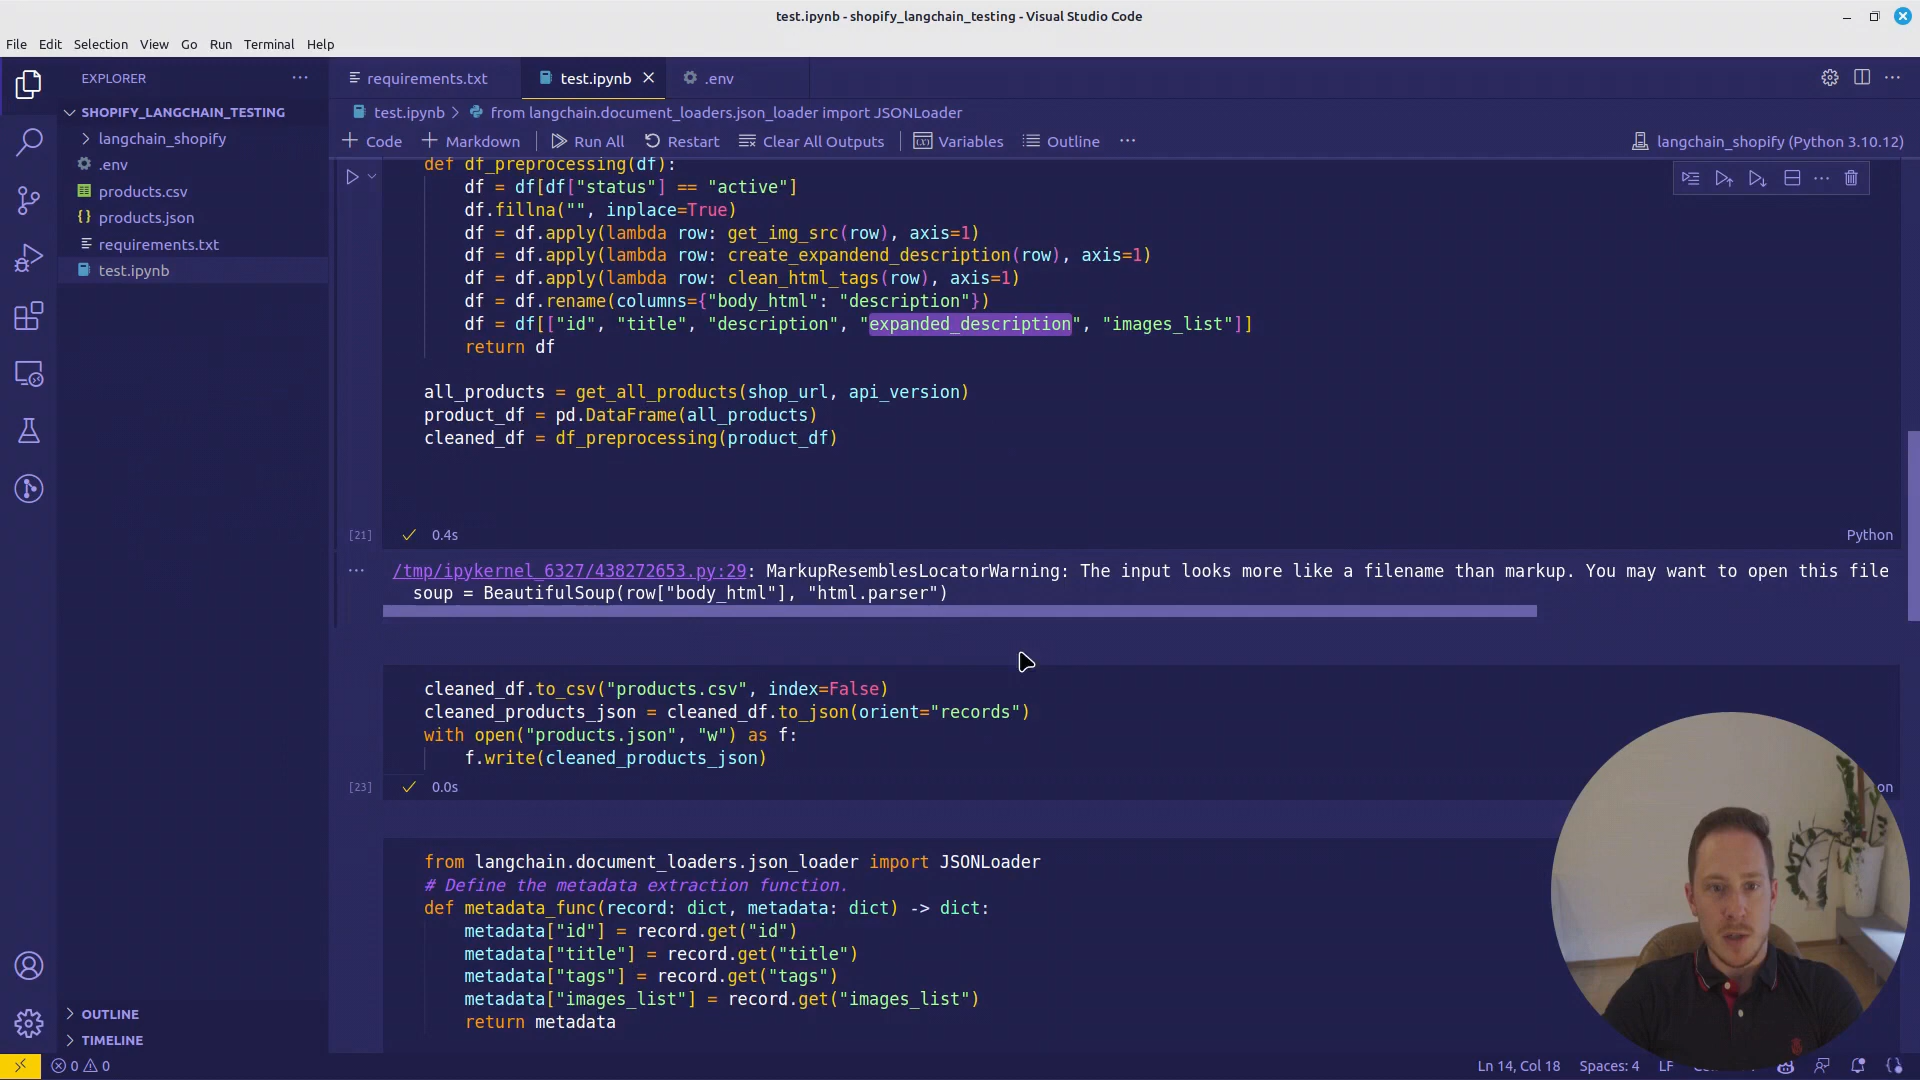 test.ipynb - shopify_langchain_testing - Visual Studio Code
File Edit Selection View Go Run Terminal Help
EXPLORER
requirements.txt
test.ipynb
.env
SHOPIFY_LANGCHAIN_TESTING
langchain_shopify
.env
products.csv
products.json
requirements.txt
test.ipynb
OUTLINE
TIMELINE
test.ipynb > from langchain.document_loaders.json_loader import JSONLoader
+ Code + Markdown Run All Restart Clear All Outputs Variables Outline ...
langchain_shopify (Python 3.10.12)
def df_preprocessing(df):
df = df[df["status"] == "active"]
df.fillna("", inplace=True)
df = df.apply(lambda row: get_img_src(row), axis=1)
df = df.apply(lambda row: create_expandend_description(row), axis=1)
df = df.apply(lambda row: clean_html_tags(row), axis=1)
df = df.rename(columns={"body_html": "description"})
df = df[["id", "title", "description", "expanded_description", "images_list"]]
return df
all_products = get_all_products(shop_url, api_version)
product_df = pd.DataFrame(all_products)
cleaned_df = df_preprocessing(product_df)
[21] 0.4s Python
/tmp/ipykernel_6327/438272653.py:29: MarkupResemblesLocatorWarning: The input looks more like a filename than markup. You may want to open this file
soup = BeautifulSoup(row["body_html"], "html.parser")
cleaned_df.to_csv("products.csv", index=False)
cleaned_products_json = cleaned_df.to_json(orient="records")
with open("products.json", "w") as f:
f.write(cleaned_products_json)
[23] 0.0s on
from langchain.document_loaders.json_loader import JSONLoader
# Define the metadata extraction function.
def metadata_func(record: dict, metadata: dict) -> dict:
metadata["id"] = record.get("id")
metadata["title"] = record.get("title")
metadata["tags"] = record.get("tags")
metadata["images_list"] = record.get("images_list")
return metadata
0 0
Ln 14, Col 18 Spaces: 4 LF